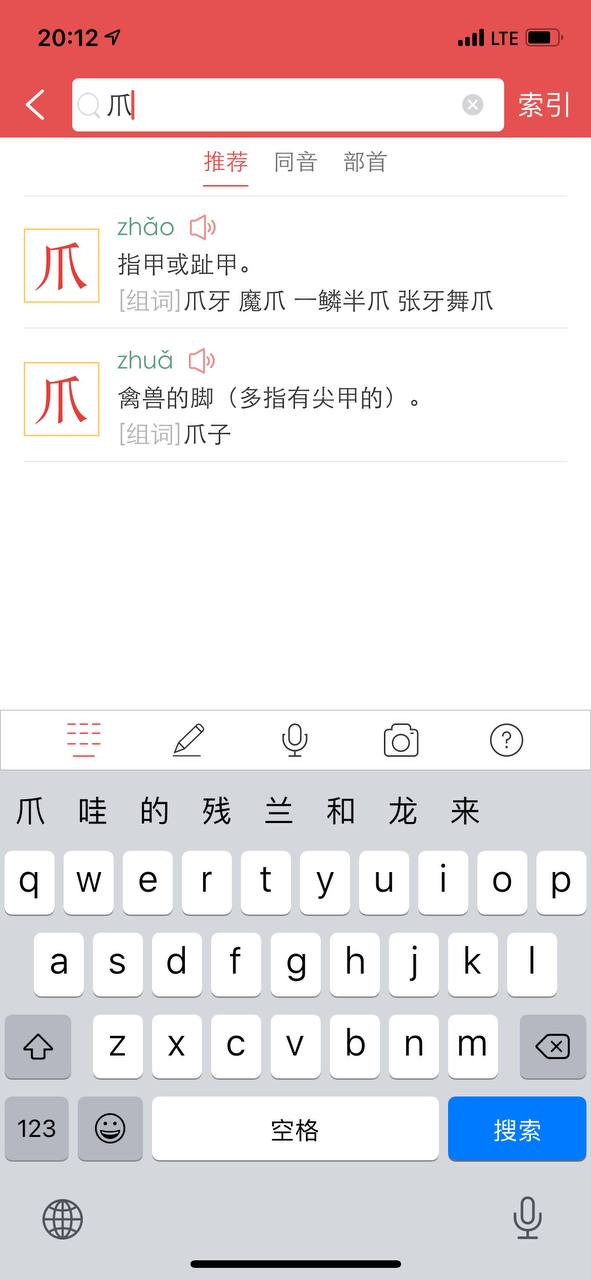 20:12 LTE
爪 索引
推荐 同音 部首
爪
zhǎo
指甲或趾甲。
[组词]爪牙 魔爪 一鳞半爪 张牙舞爪
爪
zhuǎ
禽兽的脚（多指有尖甲的）。
[组词]爪子
?
爪 哇 的 残 兰 和 龙 来
q w e r t y u i o p
a s d f g h j k l
z x c v b n m
123 空格 搜索